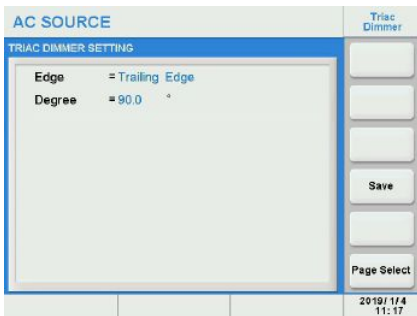 AC SOURCE
Triac
Dimmer
TRIAC DIMMER SETTING
Edge =Trailing Edge
Degree =90.0 °
Save
Page Select
2019/1/4
11:17